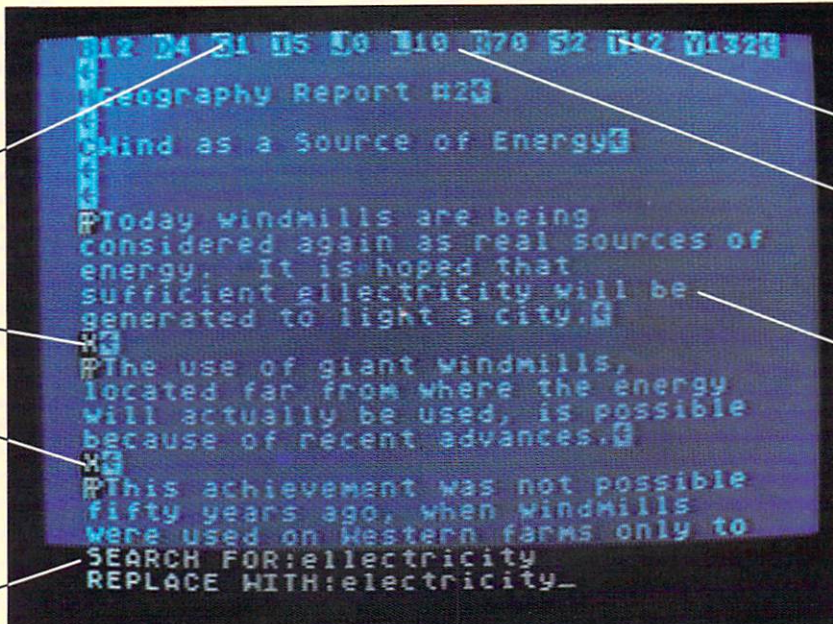 B12 D4 G1 I5 J0 L10 R70 S2 T12 Y132
Geography Report #2
Wind as a Source of Energy
Today windmills are being
considered again as real sources of
energy.  It is hoped that
sufficient ellectricity will be
generated to light a city.
The use of giant windmills,
located far from where the energy
will actually be used, is possible
because of recent advances.
This achievement was not possible
fifty years ago, when windmills
were used on Western farms only to
SEARCH FOR:ellectricity
REPLACE WITH:electricity_